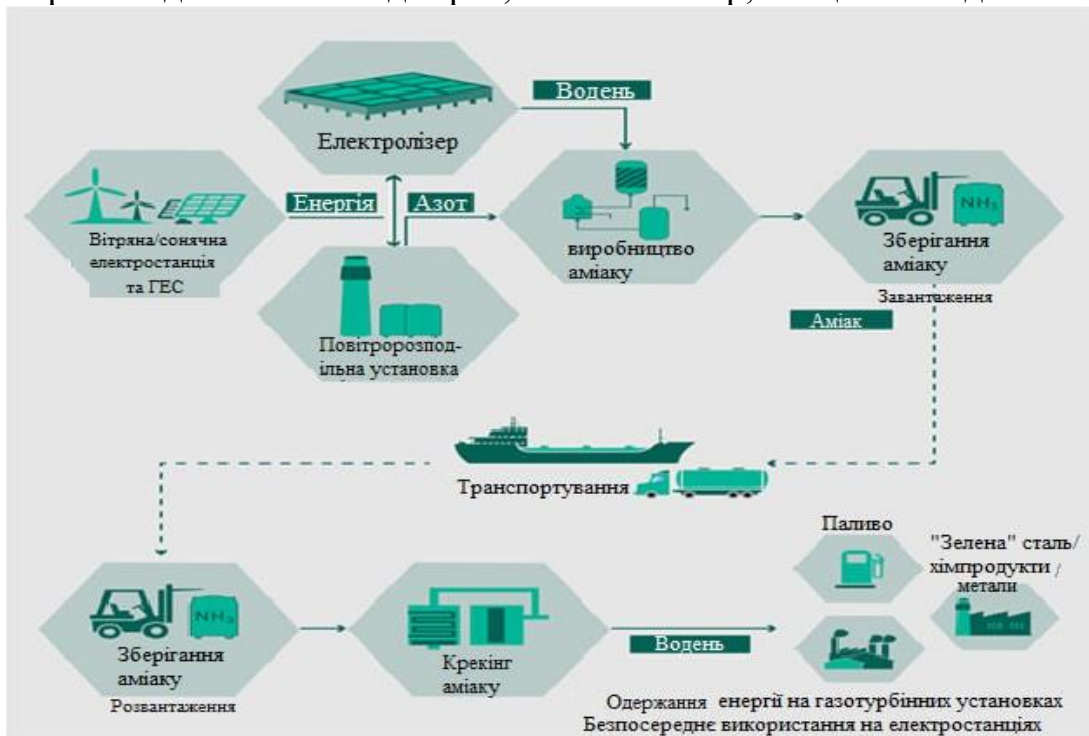 Водень
Електролізер
Енергія
Азот
Вітряна/сонячна
електростанція
та ГЕС
Повітророзпод-
ільна установка
виробництво
аміаку
NH3
Зберігання
аміаку
Завантаження
Аміак
Транспортування
NH3
Зберігання
аміаку
Розвантаження
Крекінг
аміаку
Водень
Паливо
"Зелена" сталь/
хімпродукти /
метали
Одержання енергії на газотурбінних установках
Безпосереднє використання на електростанціях